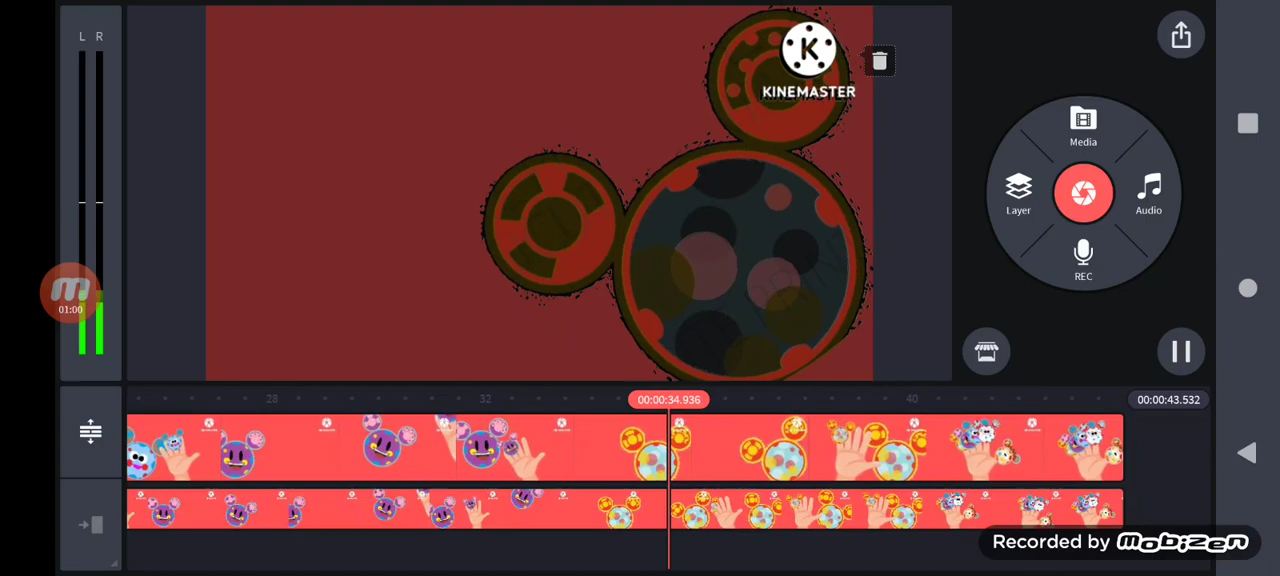 L R
K
KINEMASTER
Media
Layer
Audio
REC
01:00
28
32
00:00:34.936
40
00:00:43.532
Recorded by mobizen